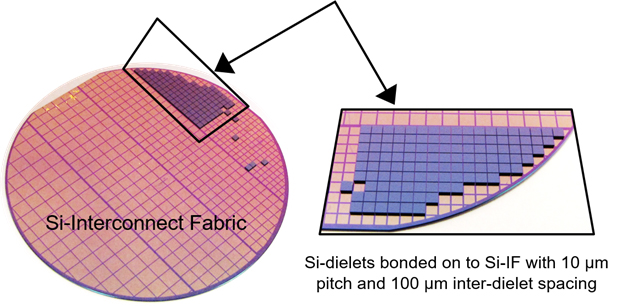 Si-Interconnect Fabric
Si-dielets bonded on to Si-IF with 10 µm
pitch and 100 µm inter-dielet spacing